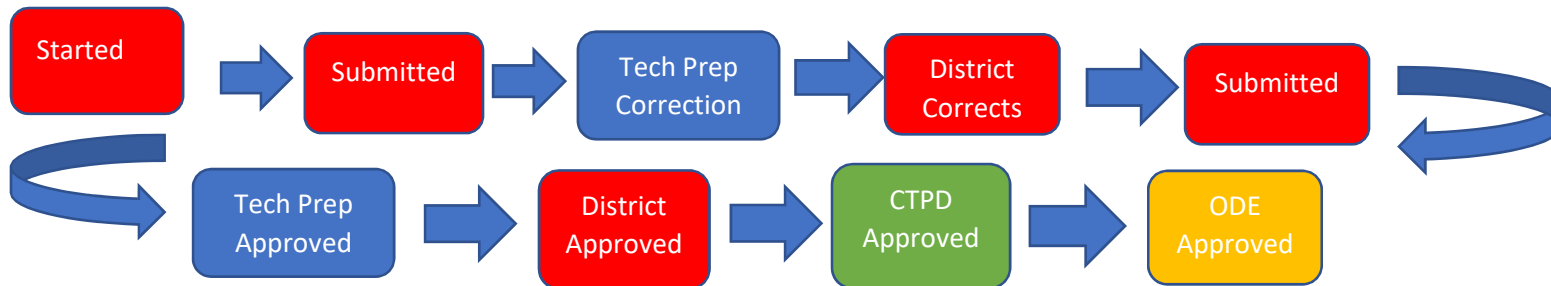 Started
Submitted
Tech Prep
Correction
District
Corrects
Submitted
Tech Prep
Approved
District
Approved
CTPD
Approved
ODE
Approved